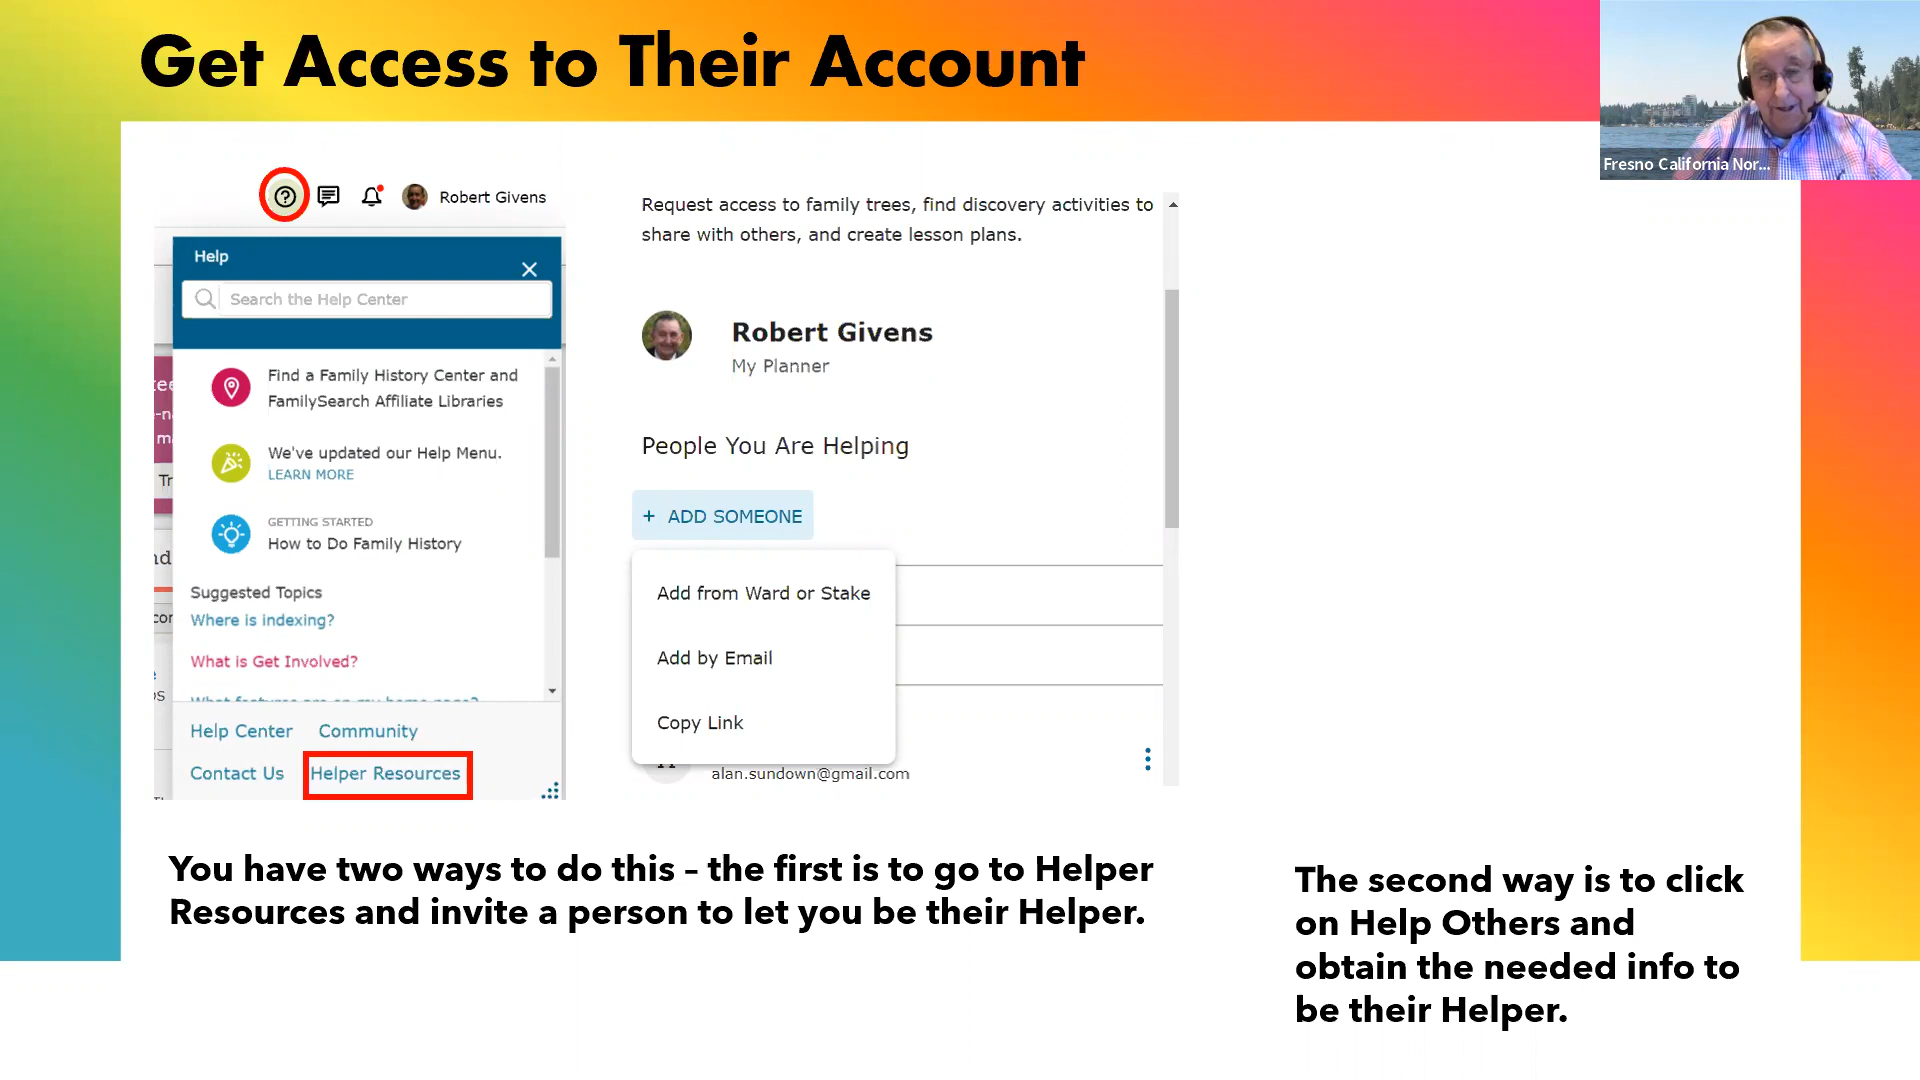 Get Access to Their Account
Fresno California Nor...
Robert Givens
Help
Search the Help Center
Find a Family History Center and
FamilySearch Affiliate Libraries
We've updated our Help Menu.
LEARN MORE
GETTING STARTED
How to Do Family History
Suggested Topics
Where is indexing?
What is Get Involved?
Help Center Community
Contact Us Helper Resources
Request access to family trees, find discovery activities to
share with others, and create lesson plans.
Robert Givens
My Planner
People You Are Helping
+ ADD SOMEONE
Add from Ward or Stake
Add by Email
Copy Link
alan.sundown@gmail.com
You have two ways to do this – the first is to go to Helper
Resources and invite a person to let you be their Helper.
The second way is to click
on Help Others and
obtain the needed info to
be their Helper.